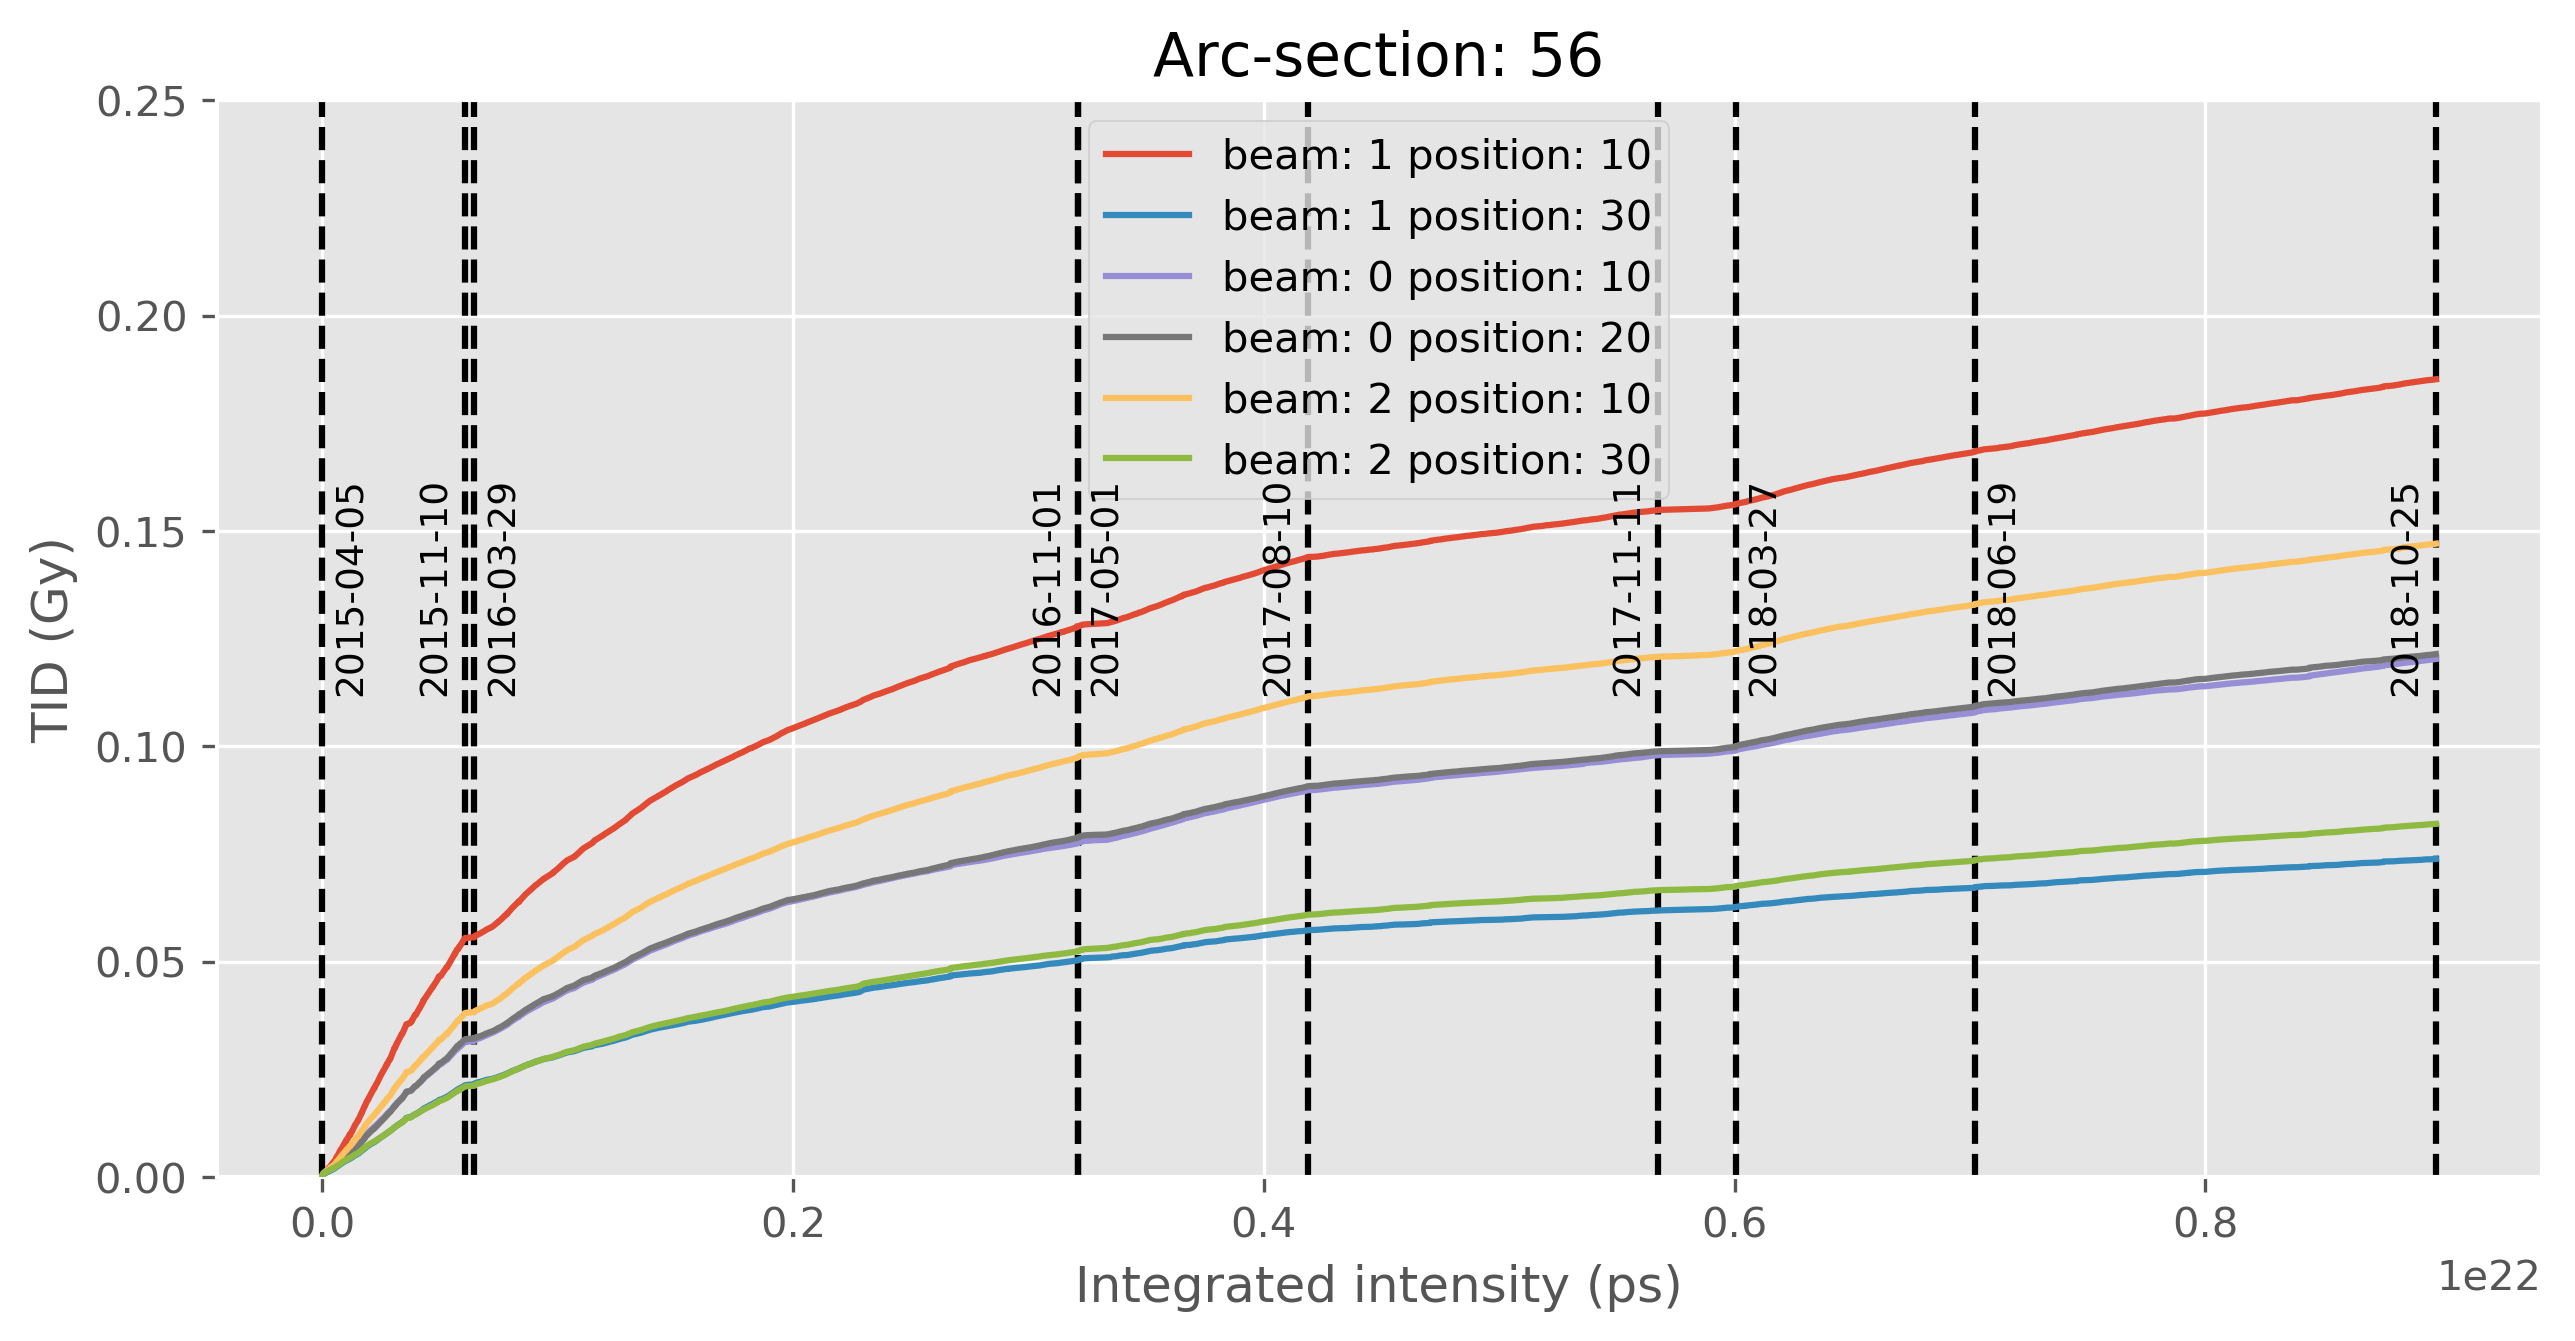 Arc-section: 56
0.25
0.20
0.15
0.10
0.05
0.00
TID (Gy)
beam: 1 position: 10
beam: 1 position: 30
beam: 0 position: 10
beam: 0 position: 20
beam: 2 position: 10
beam: 2 position: 30
2015-04-05
2015-11-10
2016-03-29
2016-11-01
2017-05-01
2017-08-10
2017-11-11
2018-03-27
2018-06-19
2018-10-25
0.0
0.2
0.4
0.6
0.8
1e22
Integrated intensity (ps)